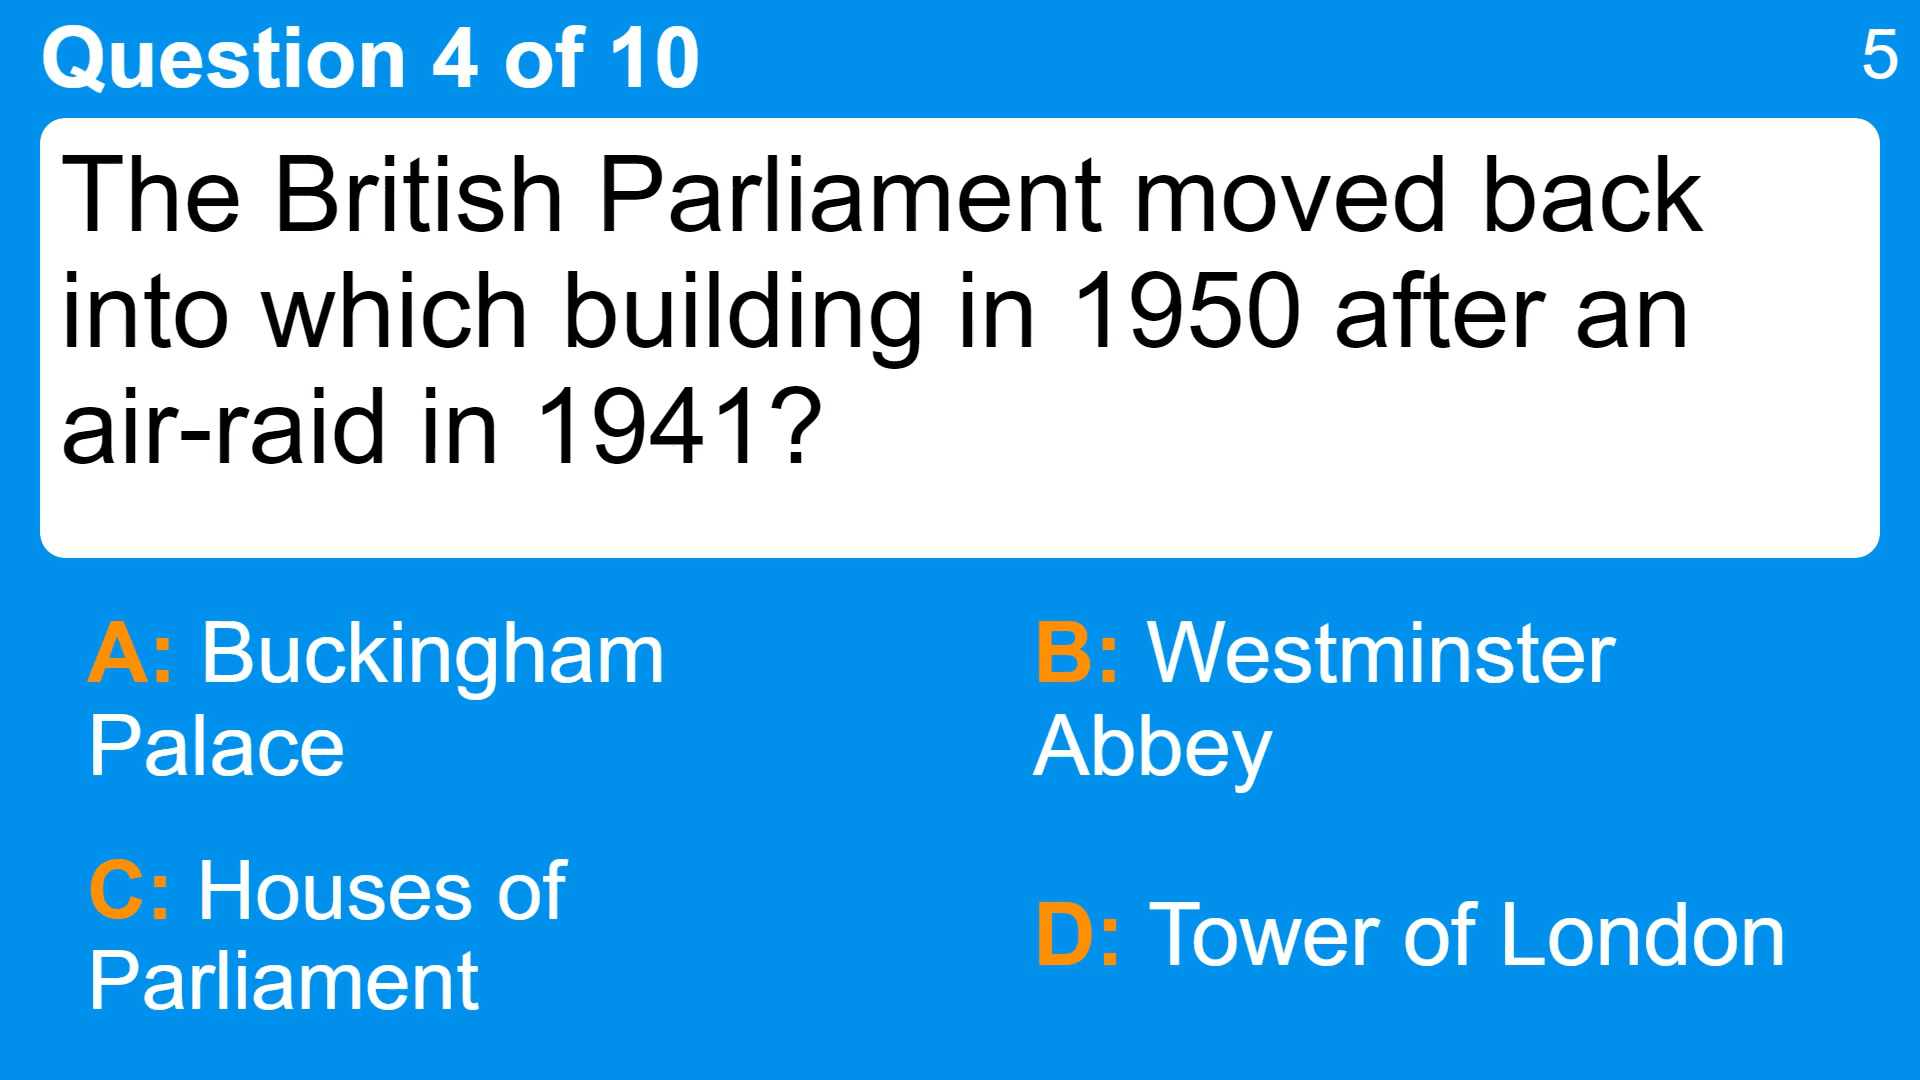 Question 4 of 10
5
The British Parliament moved back
into which building in 1950 after an
air-raid in 1941?
A: Buckingham
Palace
B: Westminster
Abbey
C: Houses of
Parliament
D: Tower of London